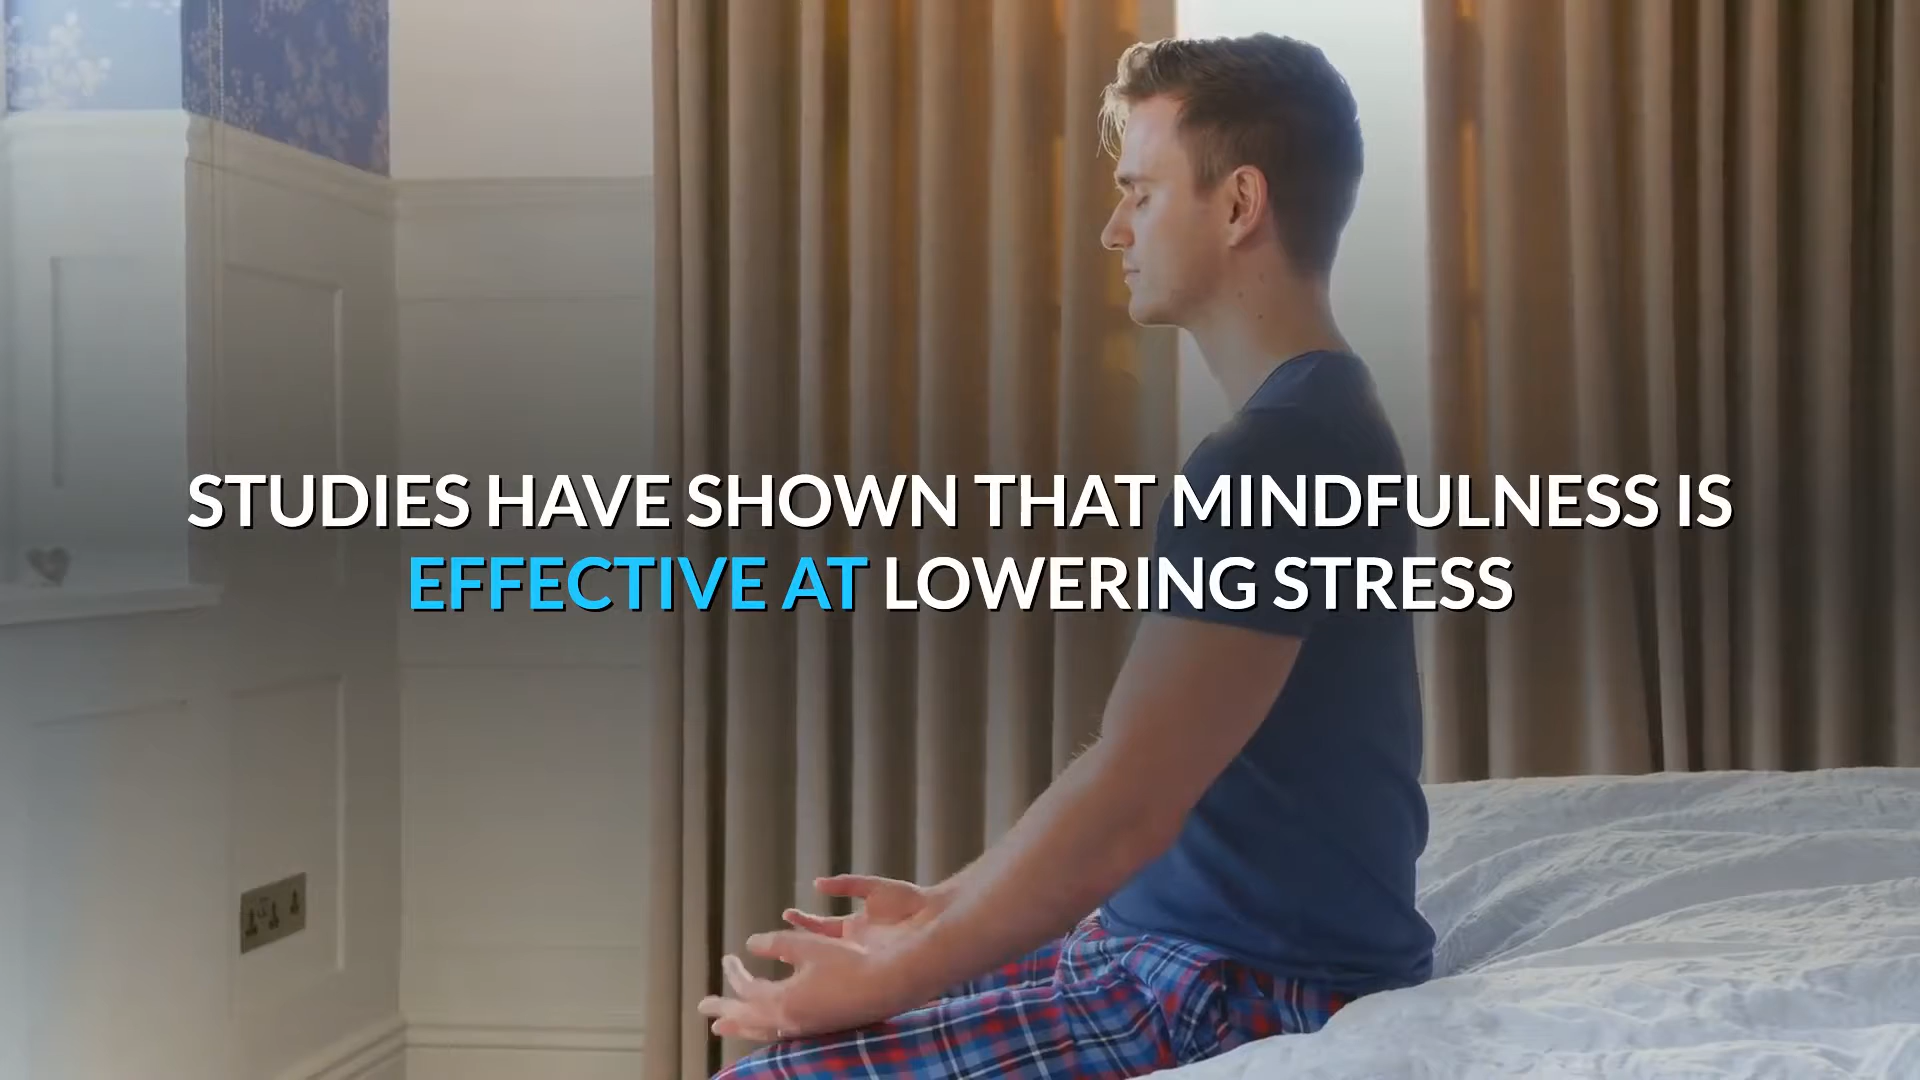 STUDIES HAVE SHOWN THAT MINDFULNESS IS
EFFECTIVE AT LOWERING STRESS